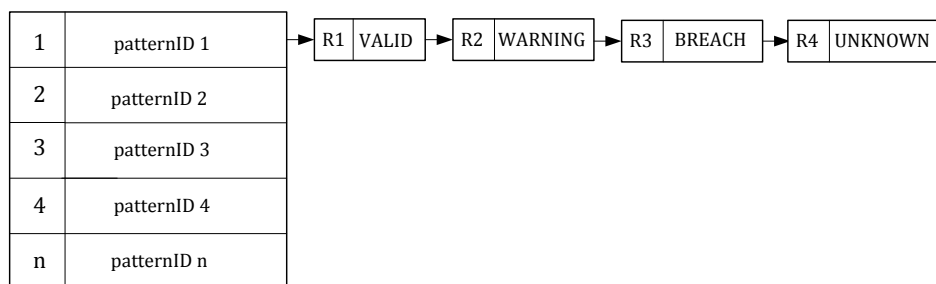 1 patternID 1 R1 VALID R2 WARNING R3 BREACH R4 UNKNOWN
2 patternID 2
3 patternID 3
4 patternID 4
n patternID n